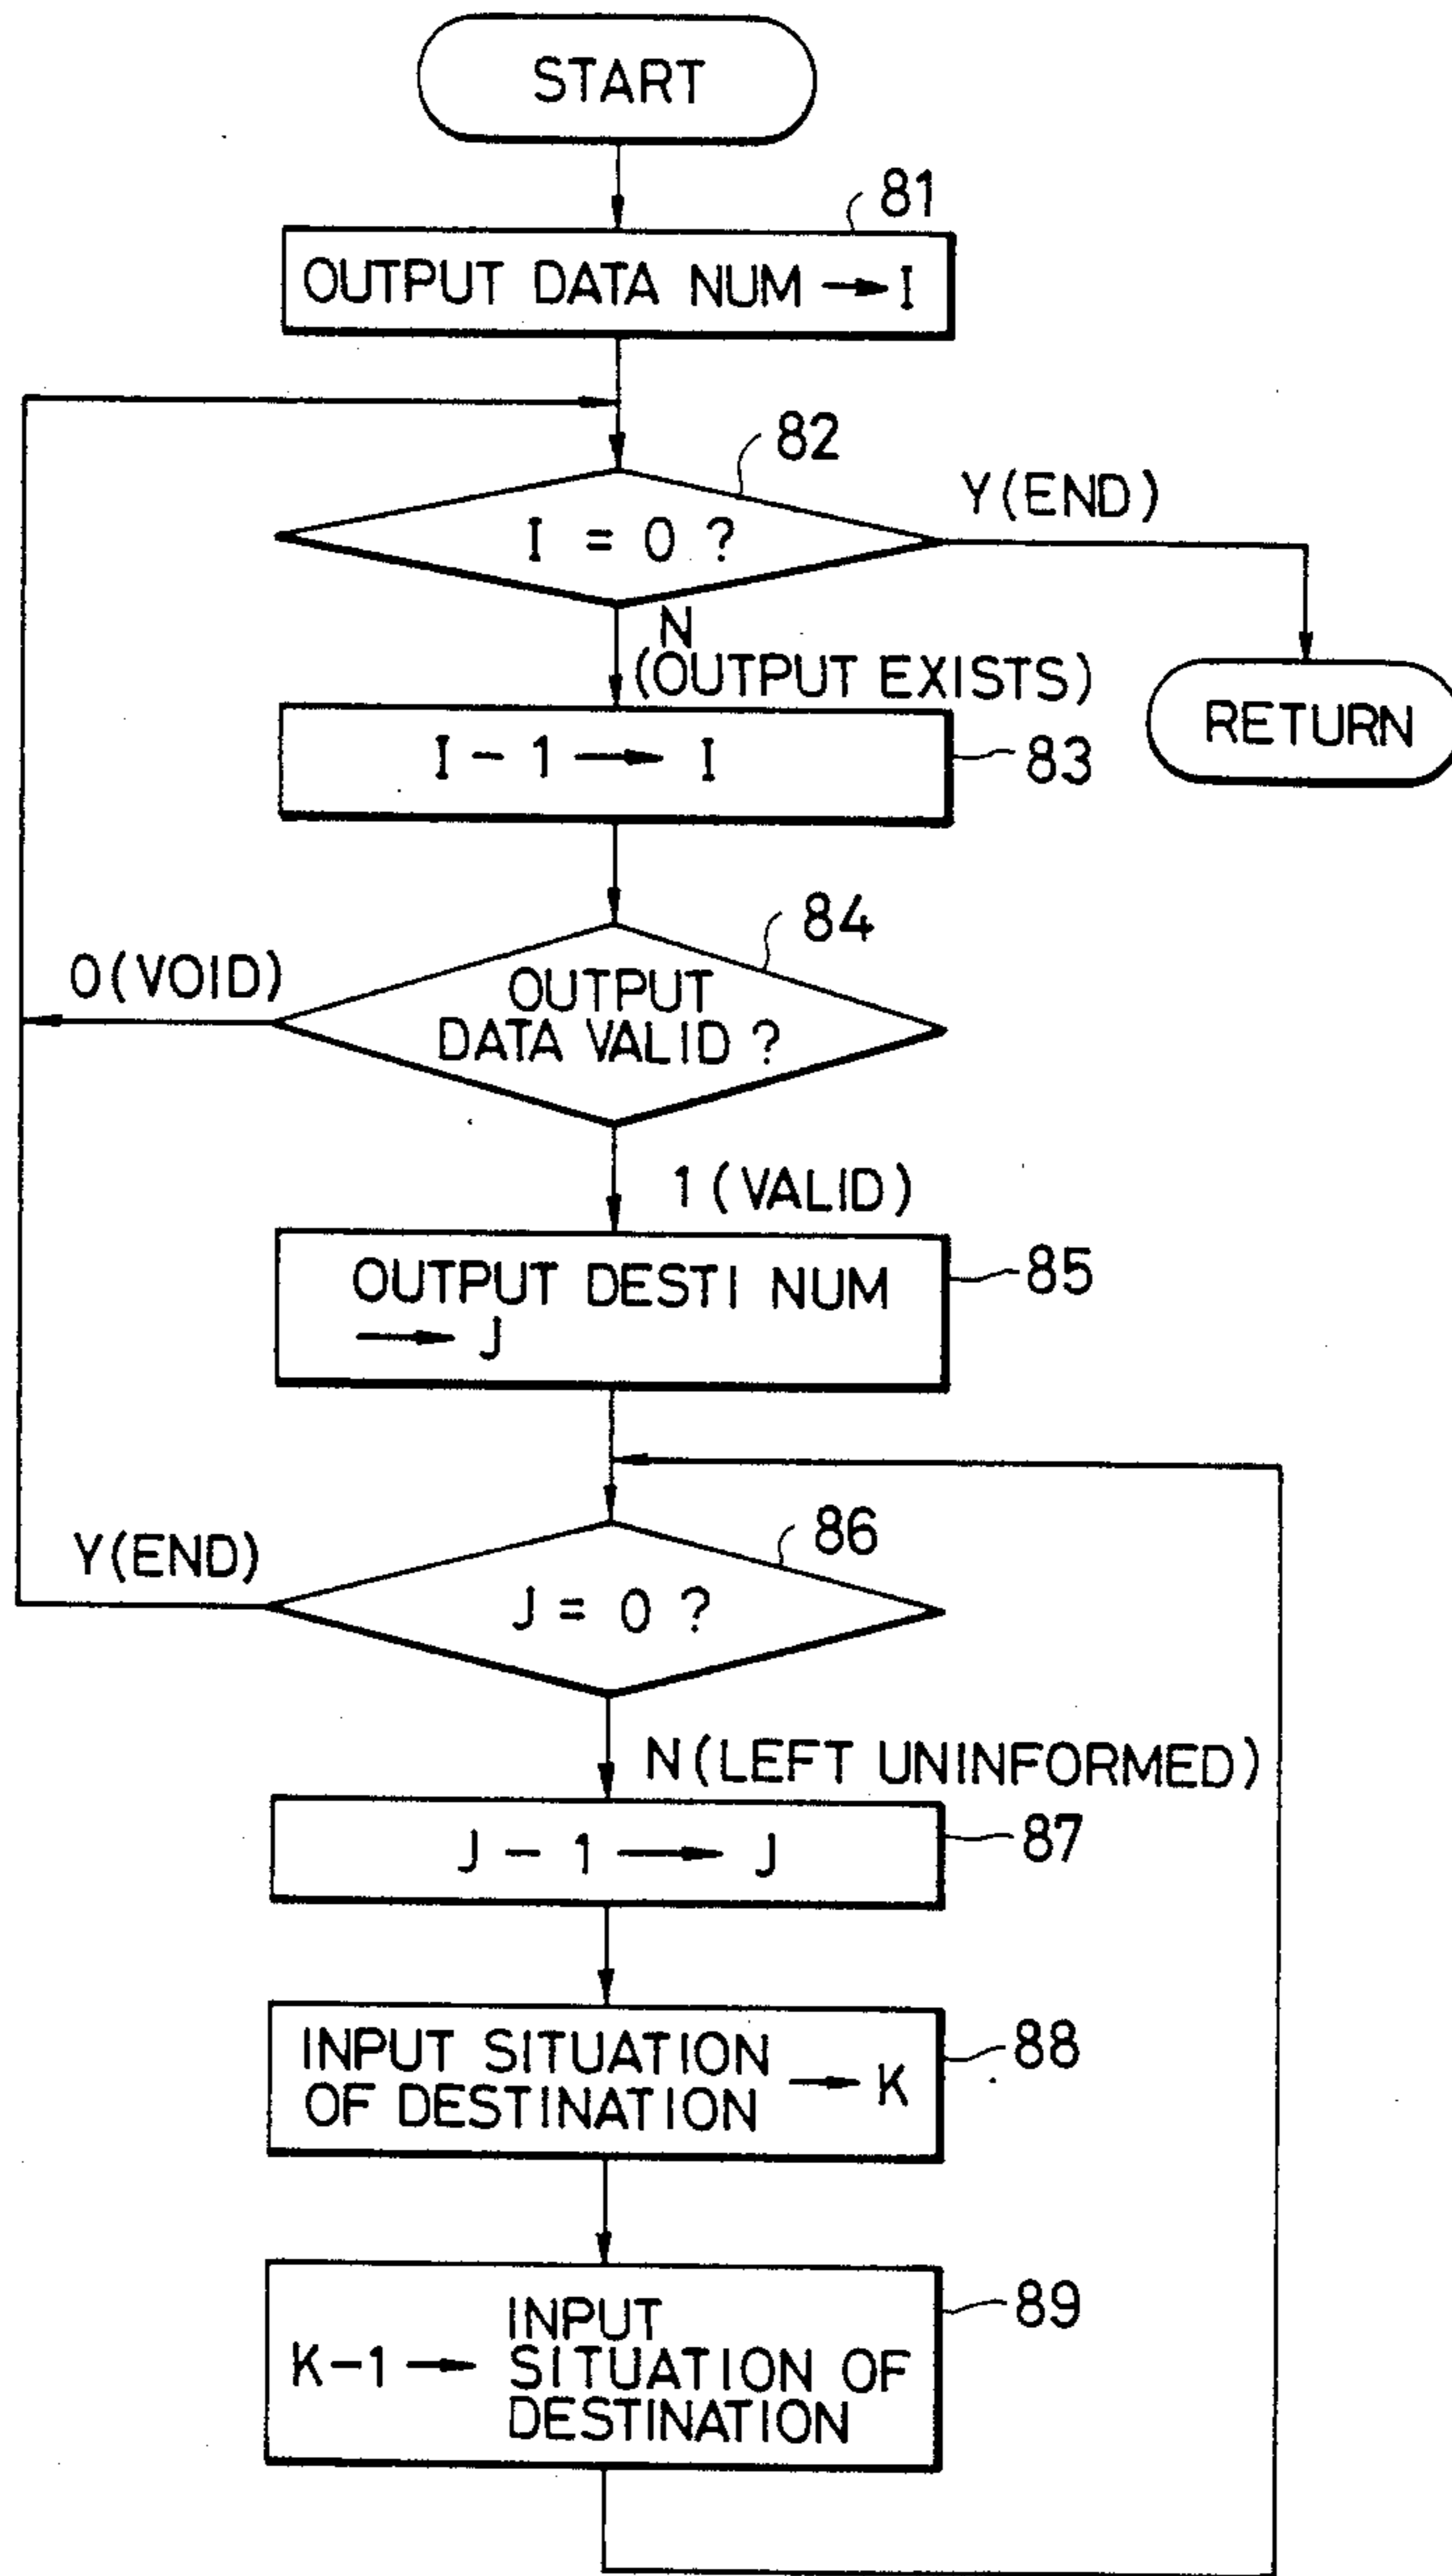 START
81
OUTPUT DATA NUM → I
82
I = 0 ?
Y (END)
N
(OUTPUT EXISTS)
RETURN
I - 1 → I
83
84
0 (VOID)
OUTPUT
DATA VALID ?
1 (VALID)
OUTPUT DESTI NUM
→ J
85
86
Y (END)
J = 0 ?
N (LEFT UNINFORMED)
J - 1 → J
87
INPUT SITUATION
OF DESTINATION → K
88
89
INPUT
K-1 → SITUATION OF
DESTINATION